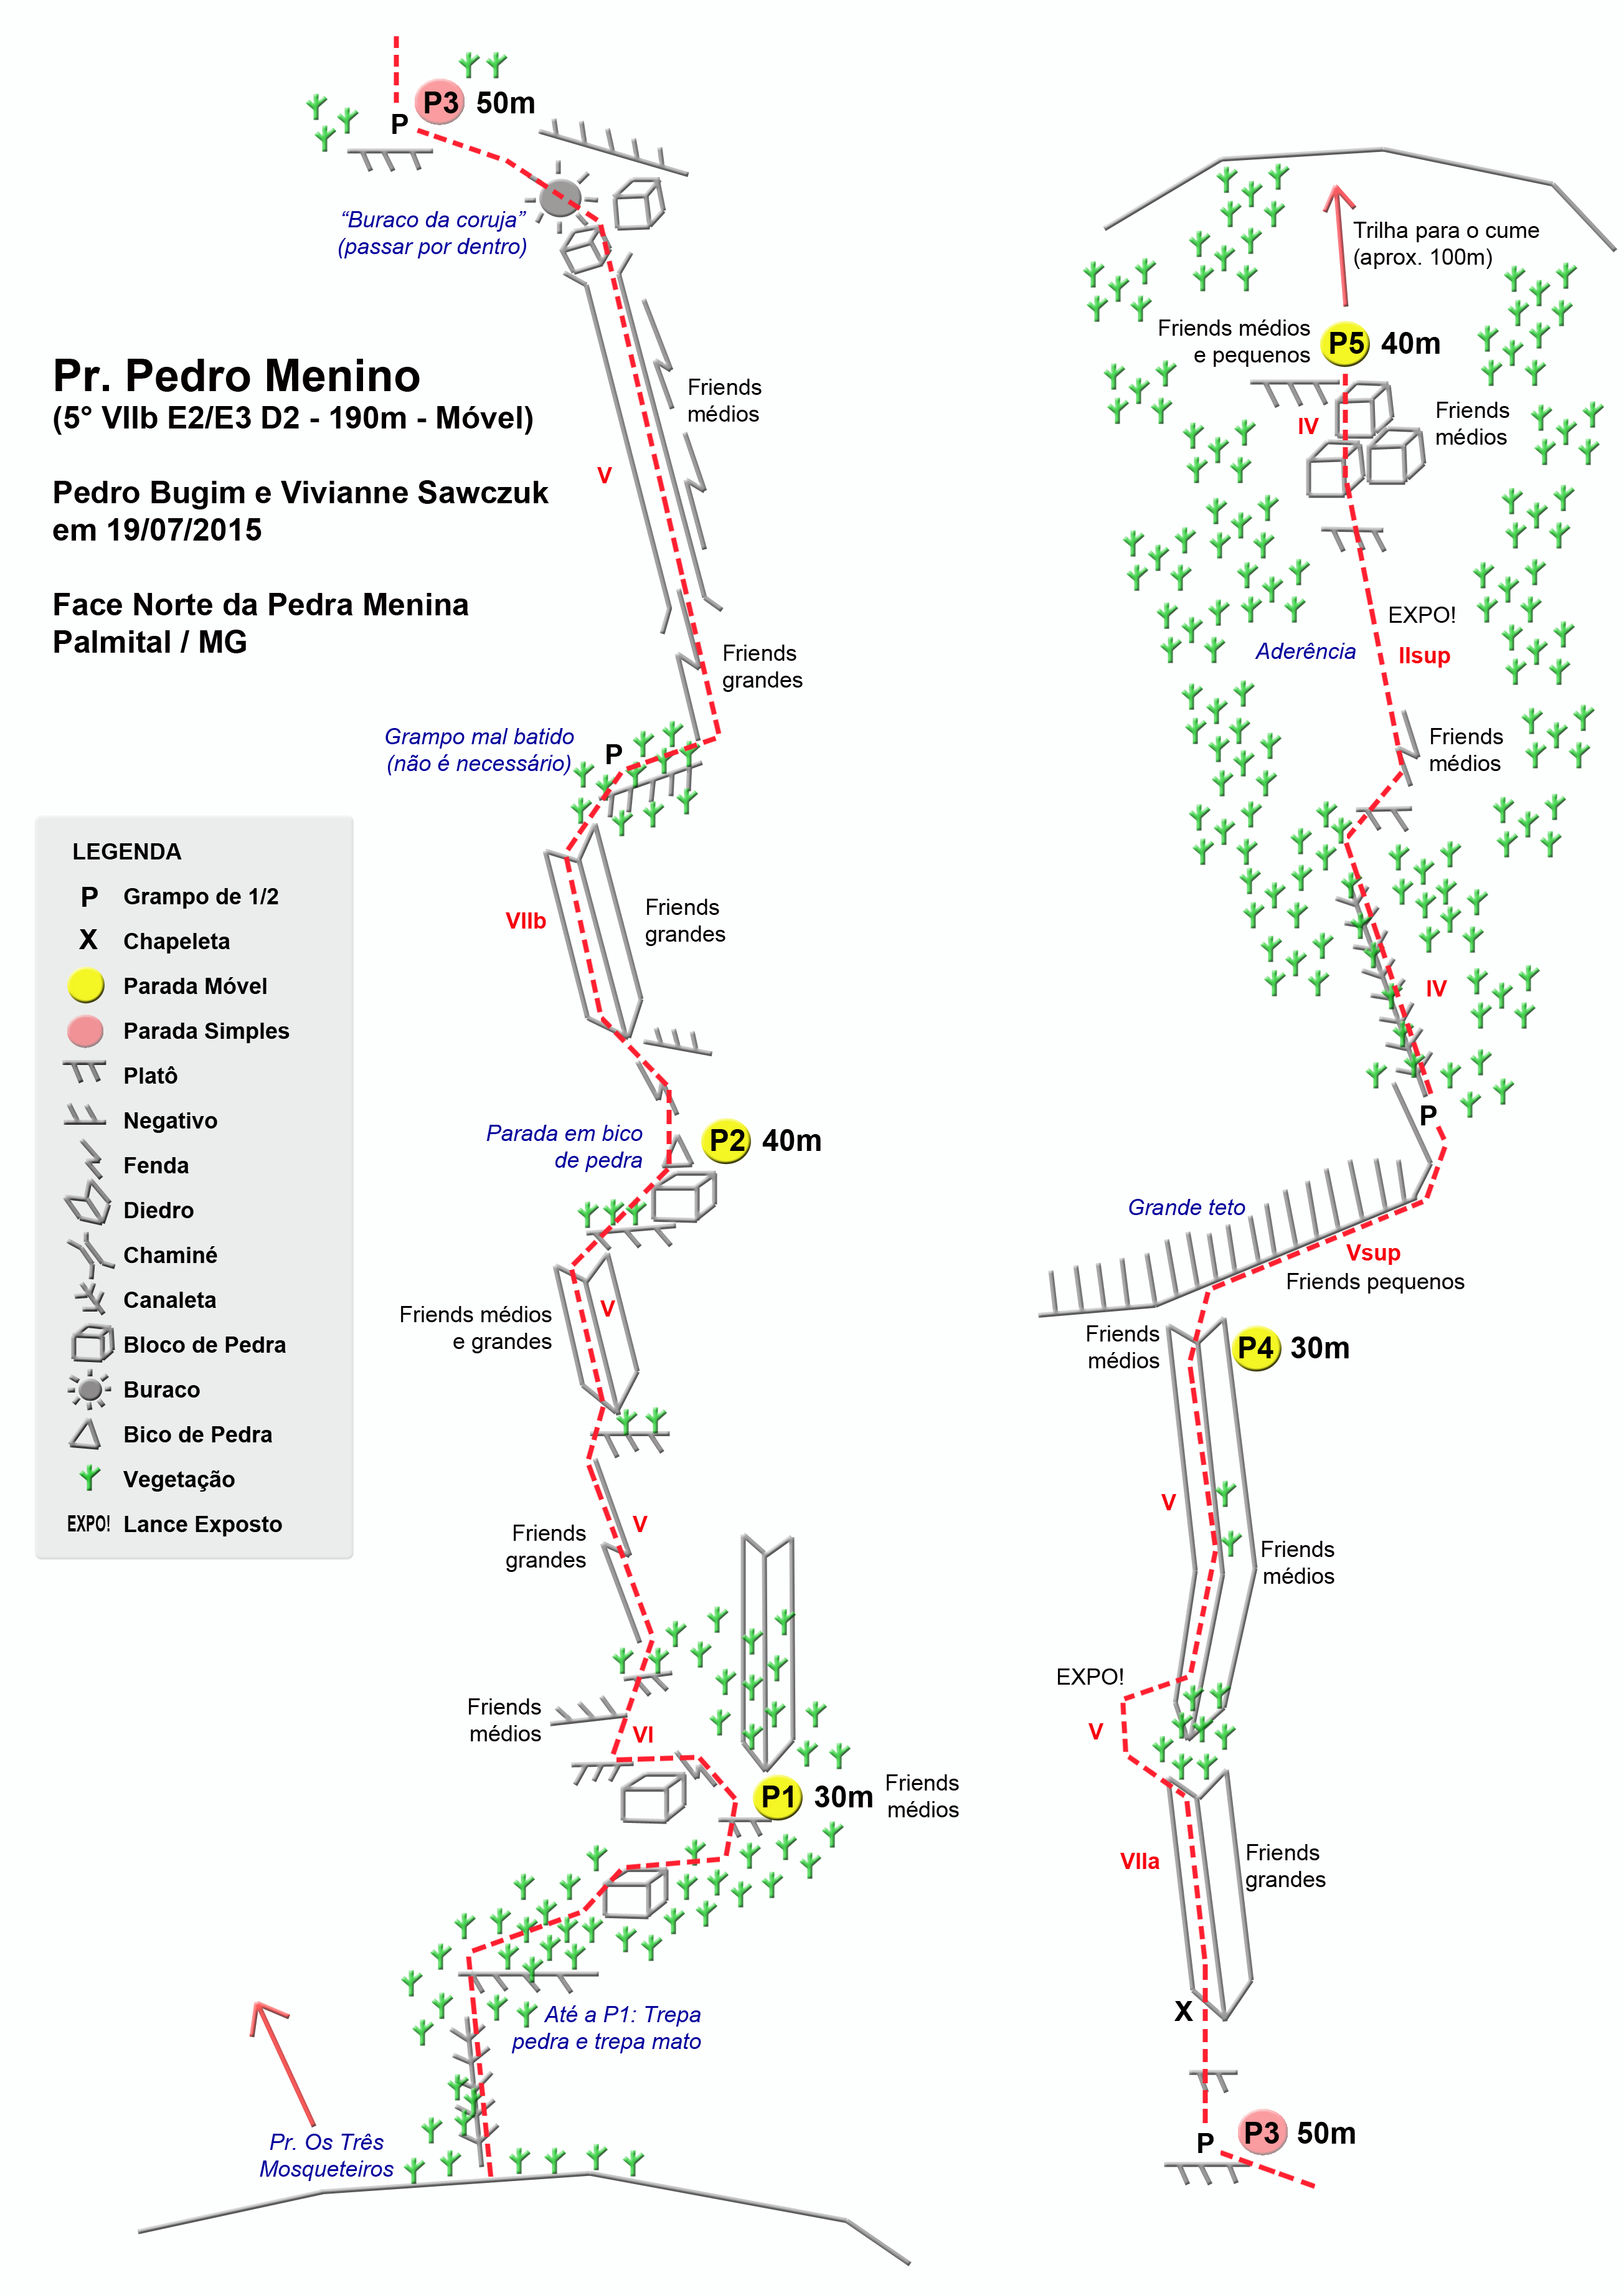 P3 50m
P
“Buraco da coruja”
(passar por dentro)
Pr. Pedro Menino
(5° VIIb E2/E3 D2 - 190m - Móvel)
Pedro Bugim e Vivianne Sawczuk
em 19/07/2015
Face Norte da Pedra Menina
Palmital / MG
Friends
médios
V
Friends
grandes
Grampo mal batido
(não é necessário)
P
VIIb
Friends
grandes
Parada em bico
de pedra
P2 40m
Friends médios
e grandes
V
Friends
grandes
V
Friends
médios
VI
P1 30m
Friends
médios
Até a P1: Trepa
pedra e trepa mato
Pr. Os Três
Mosqueteiros
LEGENDA
P Grampo de 1/2
X Chapeleta
Parada Móvel
Parada Simples
Platô
Negativo
Fenda
Diedro
Chaminé
Canaleta
Bloco de Pedra
Buraco
Bico de Pedra
Vegetação
EXPO! Lance Exposto
Trilha para o cume
(aprox. 100m)
Friends médios
e pequenos
P5 40m
IV
Friends
médios
EXPO!
Aderência
IIsup
Friends
médios
IV
P
Grande teto
Vsup
Friends pequenos
Friends
médios
P4 30m
V
Friends
médios
EXPO!
V
VIIa
Friends
grandes
X
P
P3 50m